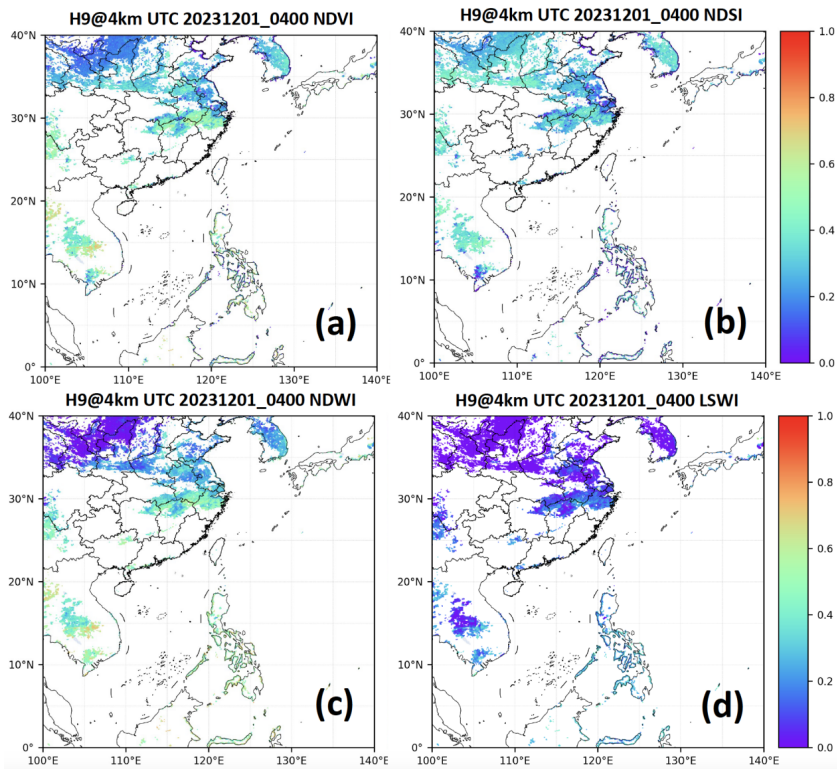 H9@4km UTC 20231201_0400 NDVI
H9@4km UTC 20231201_0400 NDSI
40°N
30°N
20°N
10°N
0°
100°E
110°E
120°E
130°E
140°E
(a)
40°N
30°N
20°N
10°N
0°
100°E
110°E
120°E
130°E
140°E
(b)
1.0
0.8
0.6
0.4
0.2
0.0
H9@4km UTC 20231201_0400 NDWI
H9@4km UTC 20231201_0400 LSWI
40°N
30°N
20°N
10°N
0°
100°E
110°E
120°E
130°E
140°E
(c)
40°N
30°N
20°N
10°N
0°
100°E
110°E
120°E
130°E
140°E
(d)
1.0
0.8
0.6
0.4
0.2
0.0